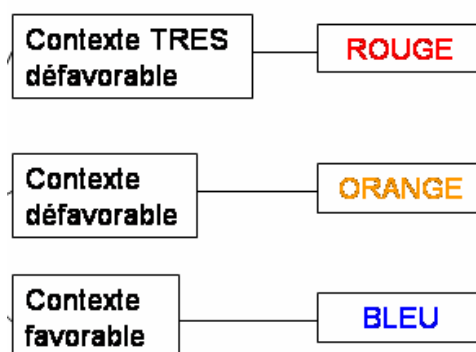 Contexte TRES
défavorable
ROUGE
Contexte
défavorable
ORANGE
Contexte
favorable
BLEU